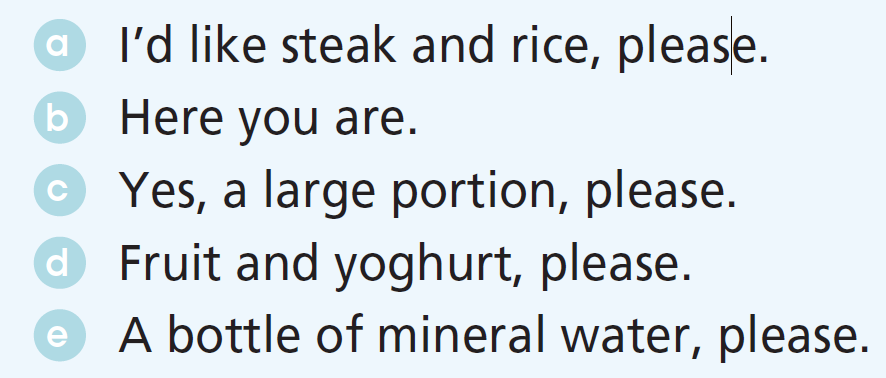 a I'd like steak and rice, please.
b Here you are.
c Yes, a large portion, please.
d Fruit and yoghurt, please.
e A bottle of mineral water, please.